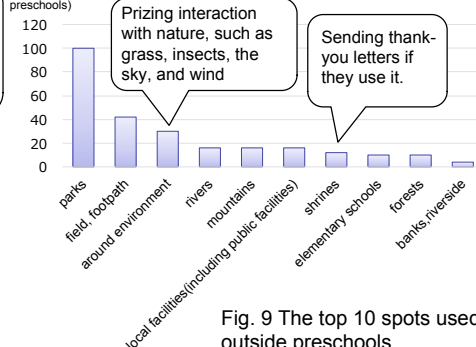 preschools)
120
100
80
60
40
20
0
Prizing interaction
with nature, such as
grass, insects, the
sky, and wind
Sending thank-
you letters if
they use it.
parks
field, footpath
around environment
rivers
mountains
local facilities(including public facilities)
shrines
elementary schools
forests
banks,riverside
Fig. 9 The top 10 spots used
outside preschools